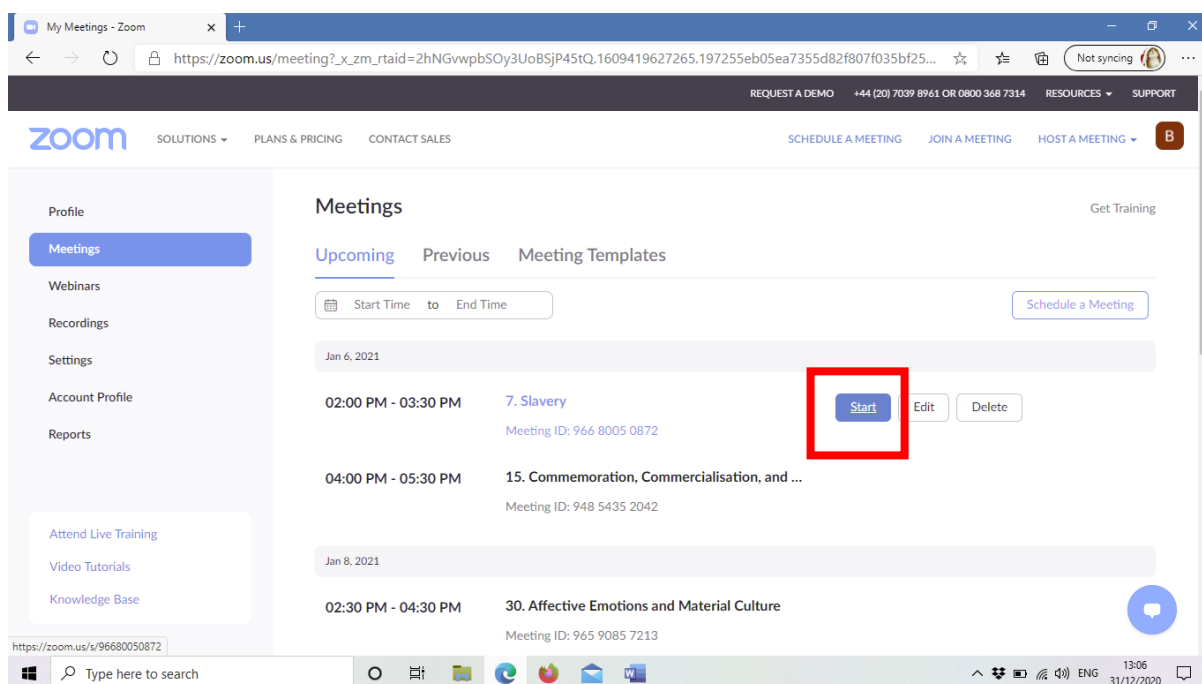 My Meetings - Zoom
https://zoom.us/meeting?_x_zm_rtaid=2hNGvwpbSOy3UoBSjP45tQ.1609419627265.197255eb05ea7355d82f807f035bf25...
Not syncing
REQUEST A DEMO +44 (20) 7039 8961 OR 0800 368 7314 RESOURCES SUPPORT
zoom SOLUTIONS PLANS & PRICING CONTACT SALES SCHEDULE A MEETING JOIN A MEETING HOST A MEETING B
Profile
Meetings
Webinars
Recordings
Settings
Account Profile
Reports
Attend Live Training
Video Tutorials
Knowledge Base
Meetings Get Training
Upcoming Previous Meeting Templates
Start Time to End Time Schedule a Meeting
Jan 6, 2021
02:00 PM - 03:30 PM 7. Slavery Start Edit Delete
Meeting ID: 966 8005 0872
04:00 PM - 05:30 PM 15. Commemoration, Commercialisation, and ...
Meeting ID: 948 5435 2042
Jan 8, 2021
02:30 PM - 04:30 PM 30. Affective Emotions and Material Culture
Meeting ID: 965 9085 7213
https://zoom.us/s/96680050872
Type here to search ENG 13:06
31/12/2020